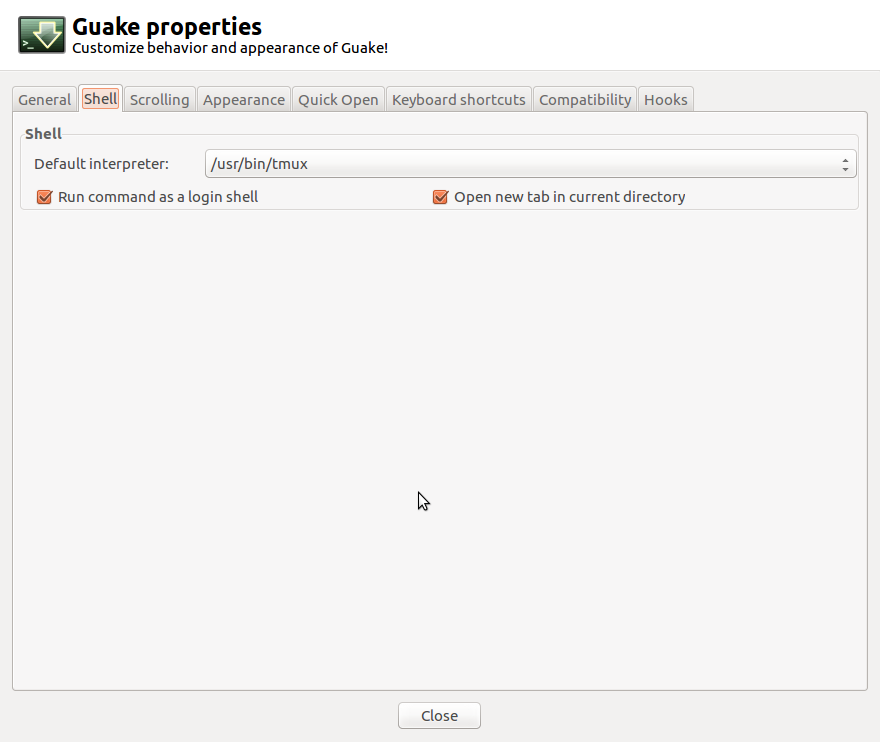 Guake properties
Customize behavior and appearance of Guake!
General Shell Scrolling Appearance Quick Open Keyboard shortcuts Compatibility Hooks
Shell
Default interpreter: /usr/bin/tmux
Run command as a login shell Open new tab in current directory
Close